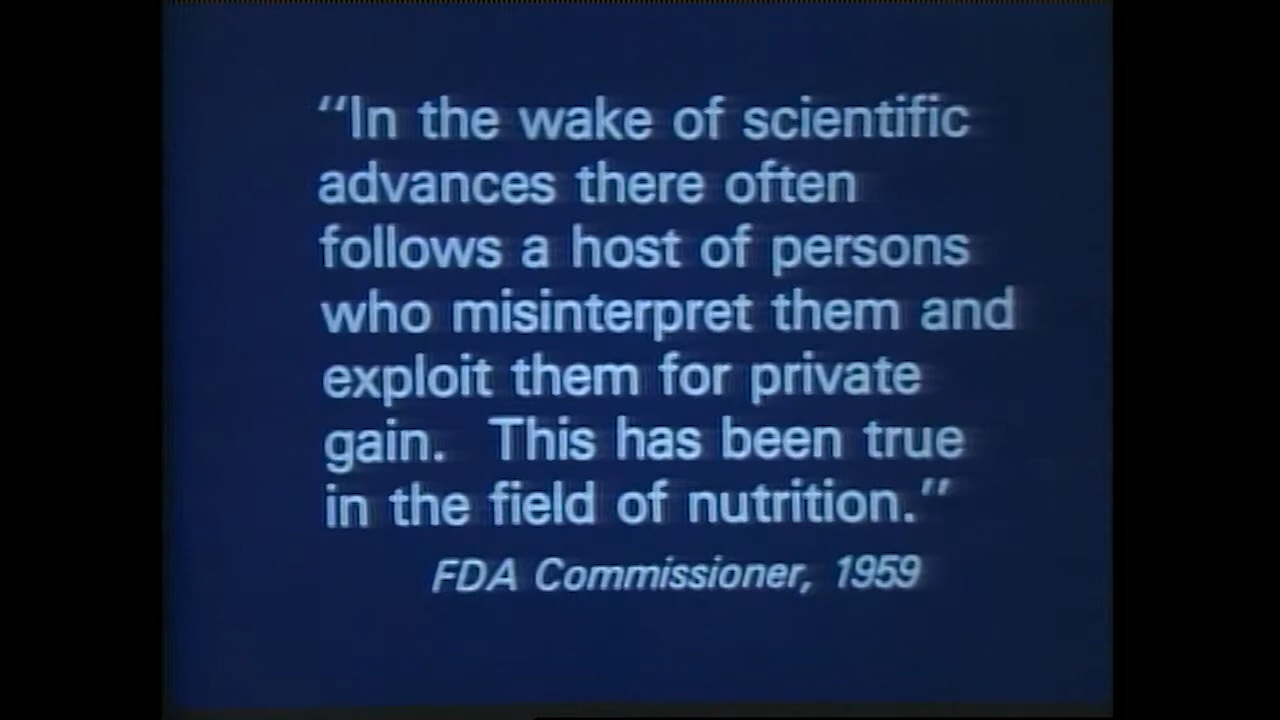 “In the wake of scientific
advances there often
follows a host of persons
who misinterpret them and
exploit them for private
gain.  This has been true
in the field of nutrition.”
FDA Commissioner, 1959